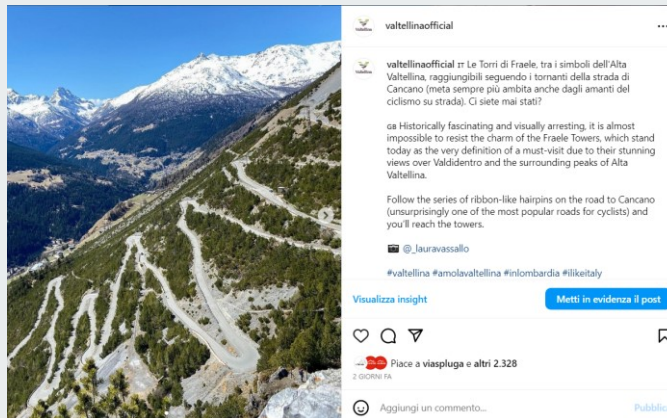 valtellinaofficial
valtellinaofficial IT Le Torri di Fraele, tra i simboli dell'Alta
Valtellina, raggiungibili seguendo i tornanti della strada di
Cancano (meta sempre più ambita anche dagli amanti del
ciclismo su strada). Ci siete mai stati?
GB Historically fascinating and visually arresting, it is almost
impossible to resist the charm of the Fraele Towers, which stand
today as the very definition of a must-visit due to their stunning
views over Valdidentro and the surrounding peaks of Alta
Valtellina.
Follow the series of ribbon-like hairpins on the road to Cancano
(unsurprisingly one of the most popular roads for cyclists) and
you'll reach the towers.
@_lauravassallo
#valtellina #amolavaltellina #inlombardia #ilikeitaly
Visualizza insight
Metti in evidenza il post
Piace a viaspluga e altri 2.328
2 GIORNI FA
Aggiungi un commento...
Pubblic